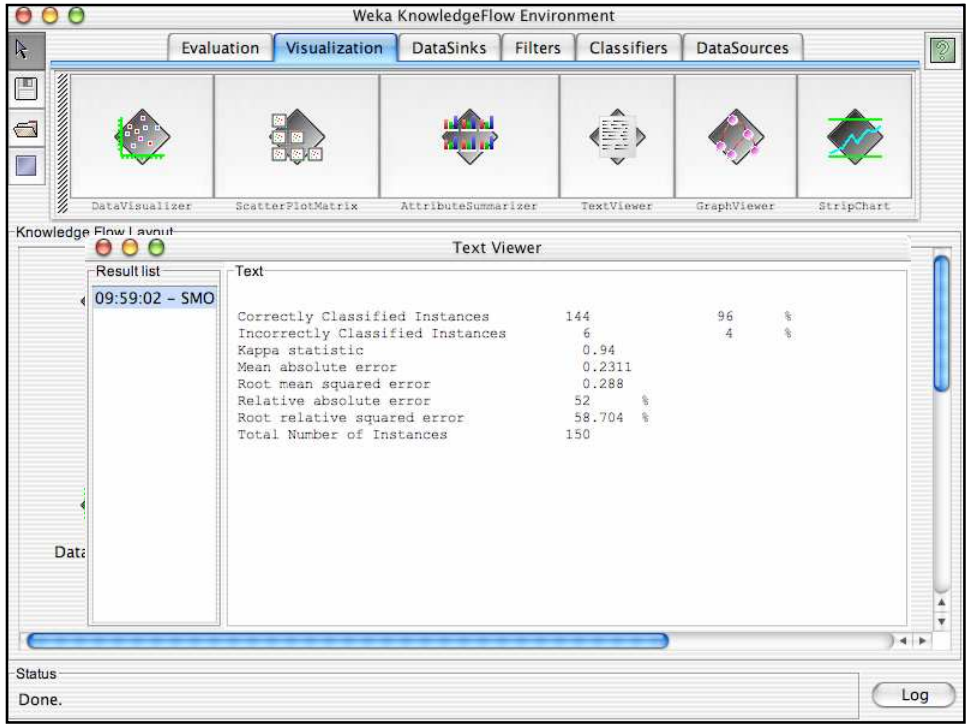 Weka KnowledgeFlow Environment
Evaluation Visualization DataSinks Filters Classifiers DataSources
DataVisualizer ScatterPlotMatrix AttributeSummarizer TextViewer GraphViewer StripChart
Knowledge Flow Layout
Text Viewer
Result list
09:59:02 - SMO
Text
Correctly Classified Instances 144 96 %
Incorrectly Classified Instances 6 4 %
Kappa statistic 0.94
Mean absolute error 0.2311
Root mean squared error 0.288
Relative absolute error 52 %
Root relative squared error 58.704 %
Total Number of Instances 150
Data
Status
Done.
Log